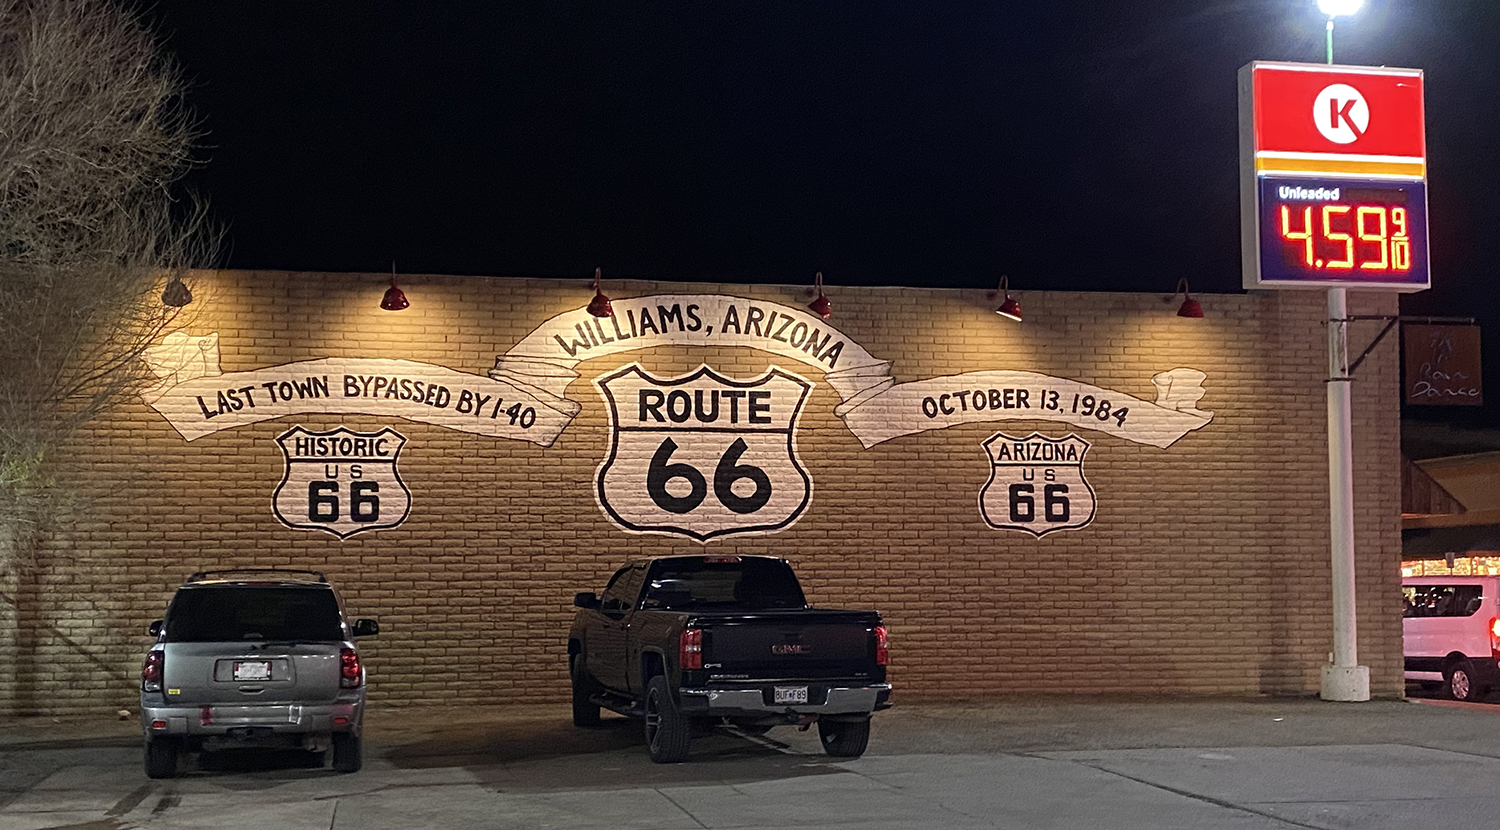 K
Unleaded
4.59 9/10
WILLIAMS, ARIZONA
LAST TOWN BYPASSED BY I-40
OCTOBER 13, 1984
HISTORIC
US
66
ROUTE
66
ARIZONA
US
66
GMC